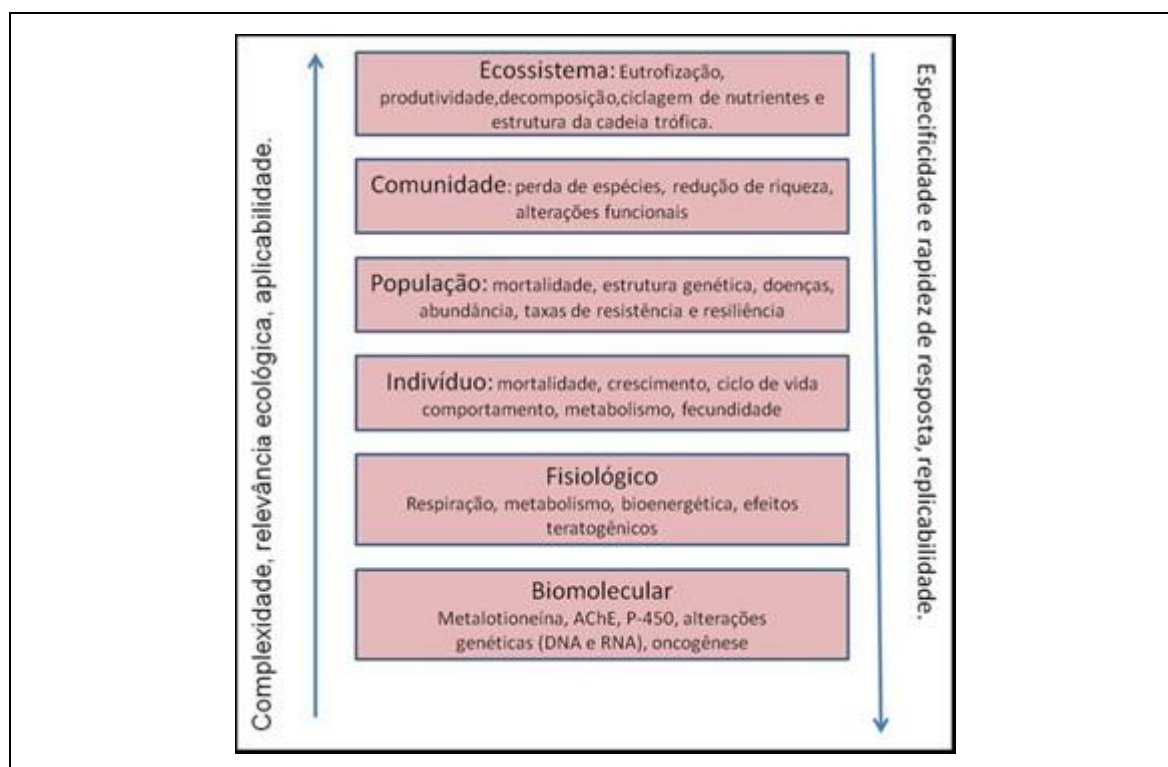 Complexidade, relevância ecológica, aplicabilidade.
Ecossistema: Eutrofização,
produtividade,decomposição,ciclagem de nutrientes e
estrutura da cadeia trófica.
Comunidade: perda de espécies, redução de riqueza,
alterações funcionais
População: mortalidade, estrutura genética, doenças,
abundância, taxas de resistência e resiliência
Indivíduo: mortalidade, crescimento, ciclo de vida
comportamento, metabolismo, fecundidade
Fisiológico
Respiração, metabolismo, bioenergética, efeitos
teratogênicos
Biomolecular
Metalotioneína, AChE, P-450, alterações
genéticas (DNA e RNA), oncogênese
Especificidade e rapidez de resposta, replicabilidade.